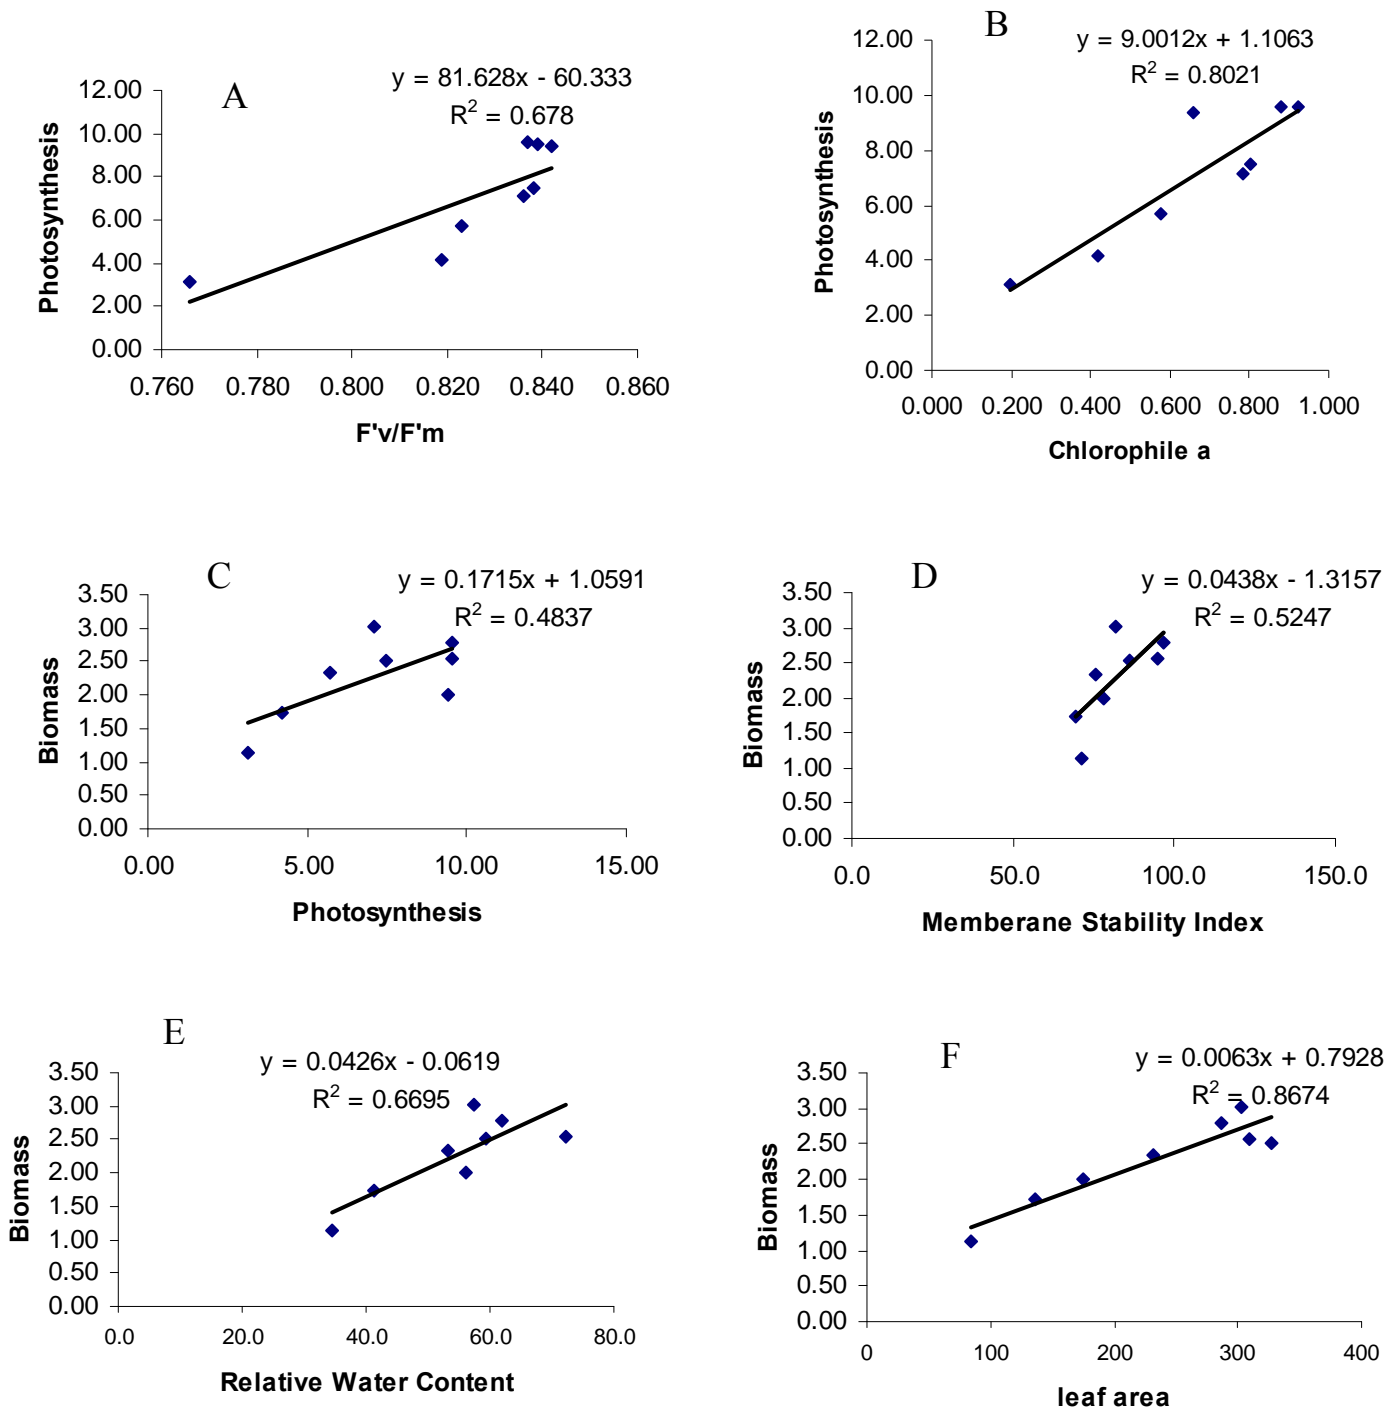 A
y = 81.628x - 60.333
R² = 0.678
12.00
10.00
8.00
6.00
4.00
2.00
0.00
Photosynthesis
0.760 0.780 0.800 0.820 0.840 0.860
F'v/F'm
B
y = 9.0012x + 1.1063
R² = 0.8021
12.00
10.00
8.00
6.00
4.00
2.00
0.00
Photosynthesis
0.000 0.200 0.400 0.600 0.800 1.000
Chlorophile a
C
y = 0.1715x + 1.0591
R² = 0.4837
3.50
3.00
2.50
2.00
1.50
1.00
0.50
0.00
Biomass
0.00 5.00 10.00 15.00
Photosynthesis
D
y = 0.0438x - 1.3157
R² = 0.5247
3.50
3.00
2.50
2.00
1.50
1.00
0.50
0.00
Biomass
0.0 50.0 100.0 150.0
Memberane Stability Index
E
y = 0.0426x - 0.0619
R² = 0.6695
3.50
3.00
2.50
2.00
1.50
1.00
0.50
0.00
Biomass
0.0 20.0 40.0 60.0 80.0
Relative Water Content
F
y = 0.0063x + 0.7928
R² = 0.8674
3.50
3.00
2.50
2.00
1.50
1.00
0.50
0.00
Biomass
0 100 200 300 400
leaf area